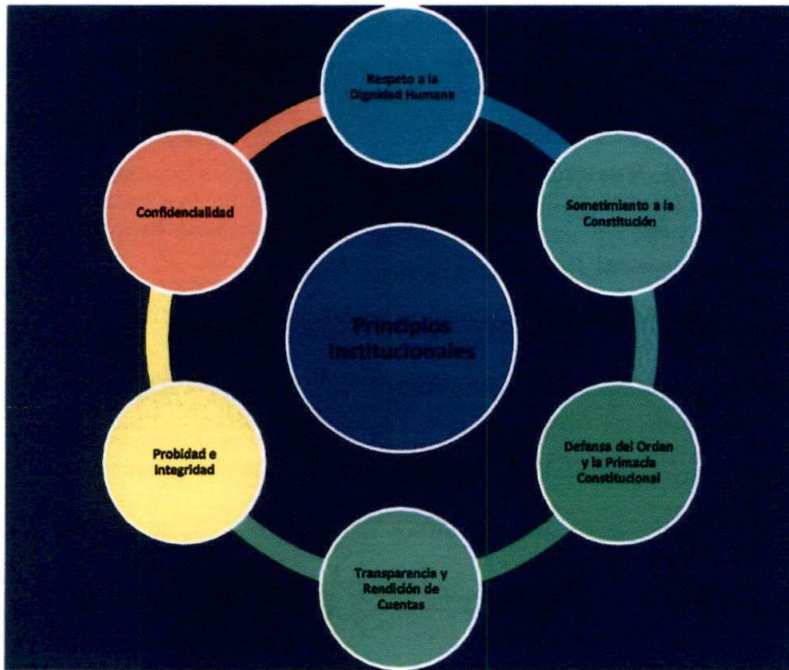 Respeto a la
Dignidad Humana
Sometimiento a la
Constitución
Defensa del Orden
y la Primacía
Constitucional
Transparencia y
Rendición de
Cuentas
Probidad e
Integridad
Confidencialidad
Principios
Institucionales